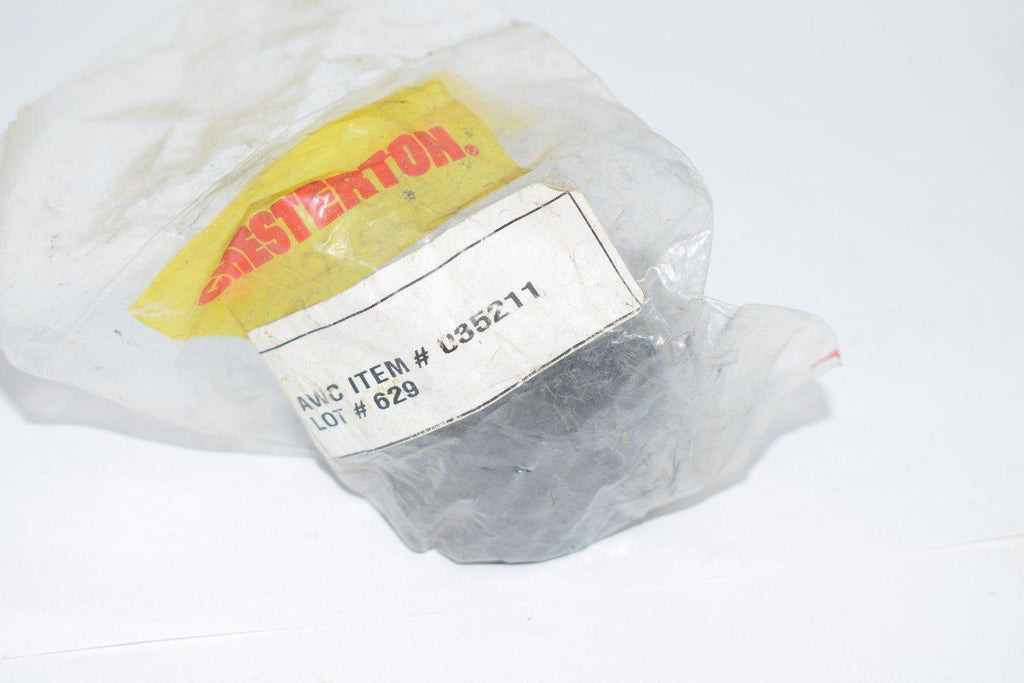 CHESTERTON®
AWC ITEM # 035211
LOT # 629